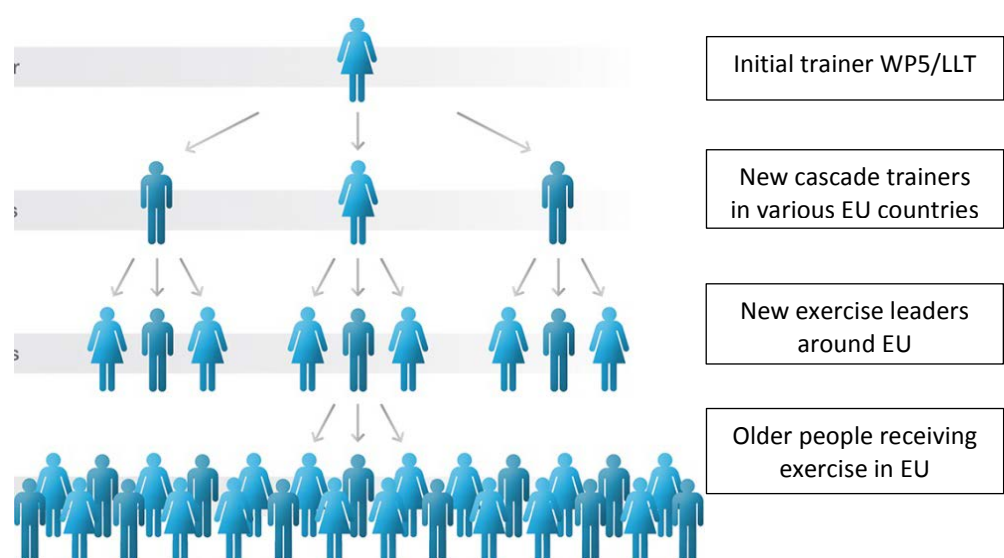 r
Initial trainer WP5/LLT
New cascade trainers
in various EU countries
s
New exercise leaders
around EU
s
Older people receiving
exercise in EU